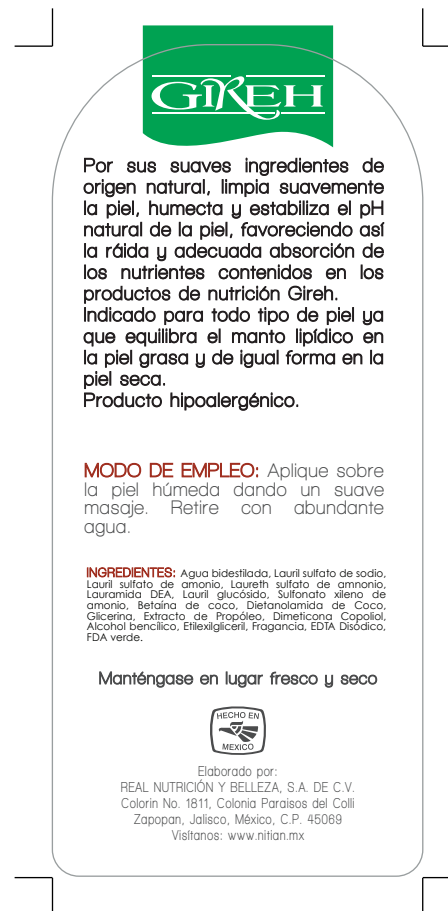 GIREH
Por sus suaves ingredientes de
origen natural, limpia suavemente
la piel, humecta y estabiliza el pH
natural de la piel, favoreciendo así
la ráida y adecuada absorción de
los nutrientes contenidos en los
productos de nutrición Gireh.
Indicado para todo tipo de piel ya
que equilibra el manto lipídico en
la piel grasa y de igual forma en la
piel seca.
Producto hipoalergénico.
MODO DE EMPLEO: Aplique sobre
la piel húmeda dando un suave
masaje. Retire con abundante
agua.
INGREDIENTES: Agua bidestilada, Lauril sulfato de sodio,
Lauril sulfato de amonio, Laureth sulfato de amnonio,
Lauramida DEA, Lauril glucósido, Sulfonato xileno de
amonio, Betaína de coco, Dietanolamida de Coco,
Glicerina, Extracto de Propóleo, Dimeticona Copoliol,
Alcohol bencílico, Etilexilgliceril, Fragancia, EDTA Disódico,
FDA verde.
Manténgase en lugar fresco y seco
HECHO EN
MEXICO
Elaborado por:
REAL NUTRICIÓN Y BELLEZA, S.A. DE C.V.
Colorin No. 1811, Colonia Paraisos del Colli
Zapopan, Jalisco, México, C.P. 45069
Visítanos: www.nitian.mx